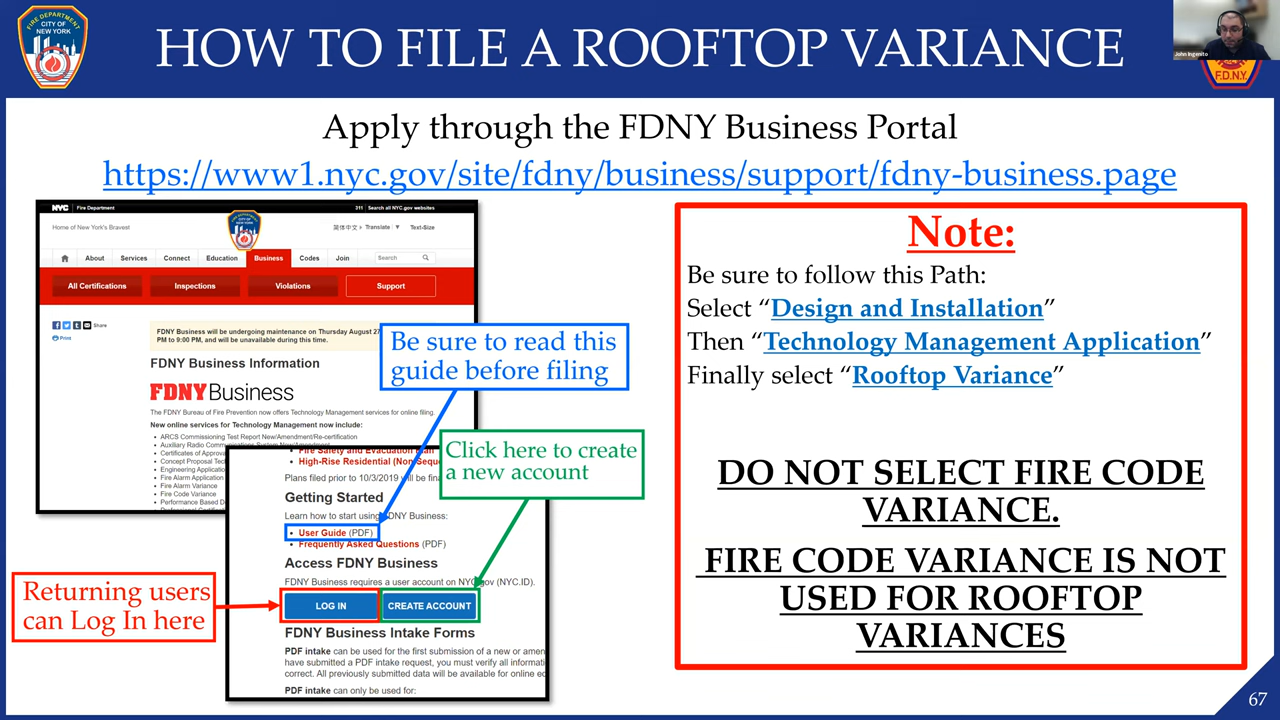 FIRE DEPARTMENT
CITY OF
NEW YORK
HOW TO FILE A ROOFTOP VARIANCE
John Ingenito
F.D.N.Y.
Apply through the FDNY Business Portal
https://www1.nyc.gov/site/fdny/business/support/fdny-business.page
NYC Fire Department 311 Search all NYC.gov websites
Home of New York's Bravest 简体中文 Translate Text-Size
About Services Connect Education Business Codes Join Search
All Certifications Inspections Violations Support
Share
Print
FDNY Business will be undergoing maintenance on Thursday August 27
PM to 9:00 PM, and will be unavailable during this time.
FDNY Business Information
FDNY Business
The FDNY Bureau of Fire Prevention now offers Technology Management services for online filing.
New online services for Technology Management now include:
• ARCS Commissioning Test Report New/Amendment/Re-certification
• Auxiliary Radio Communications System New/Amendment
• Certificates of Approva
• Concept Proposal Tec
• Engineering Application
• Fire Alarm Application
• Fire Alarm Variance
• Fire Code Variance
• Performance Based D
Be sure to read this
guide before filing
Click here to create
a new account
• Fire Safety and Evacuation Plan
• High-Rise Residential (Non-Seque
Plans filed prior to 10/3/2019 will be fina
Getting Started
Learn how to start using FDNY Business:
• User Guide (PDF)
• Frequently Asked Questions (PDF)
Access FDNY Business
FDNY Business requires a user account on NYC.gov (NYC.ID).
LOG IN CREATE ACCOUNT
FDNY Business Intake Forms
PDF intake can be used for the first submission of a new or amen
have submitted a PDF intake request, you must verify all informati
correct. All previously submitted data will be available for online ed
PDF intake can only be used for:
Returning users
can Log In here
Note:
Be sure to follow this Path:
Select “Design and Installation”
Then “Technology Management Application”
Finally select “Rooftop Variance”
DO NOT SELECT FIRE CODE
VARIANCE.
FIRE CODE VARIANCE IS NOT
USED FOR ROOFTOP
VARIANCES
67